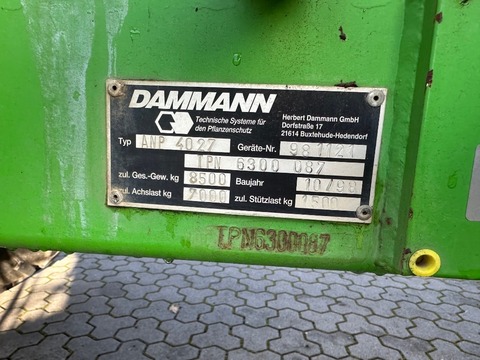 DAMMANN
Technische Systeme für
den Pflanzenschutz
Herbert Dammann GmbH
Dorfstraße 17
21614 Buxtehude-Hedendorf
Typ ANP 4027 Geräte-Nr. 981121
TPN 6300 087
zul. Ges.-Gew. kg 8500 Baujahr 10/98
zul. Achslast kg 7000 zul. Stützlast kg 1500
TPN6300087